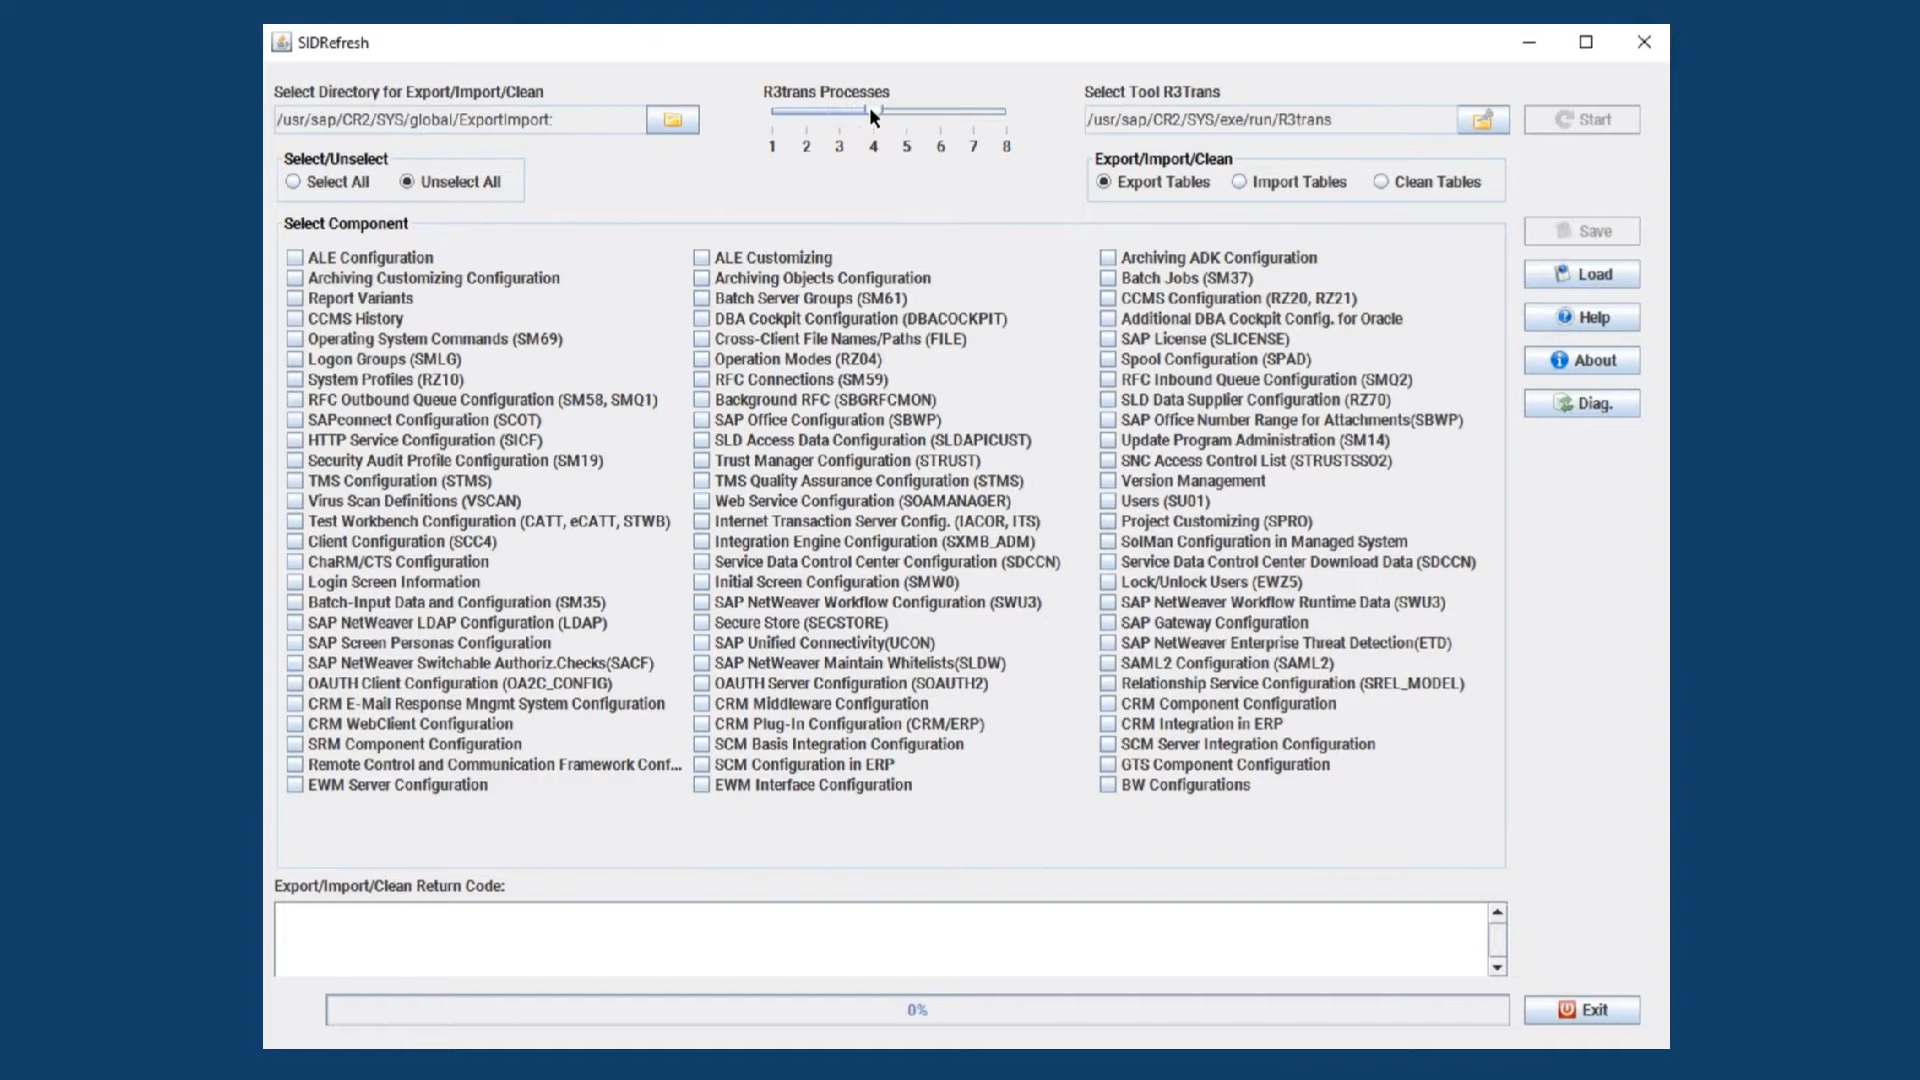 SIDRefresh
Select Directory for Export/Import/Clean
/usr/sap/CR2/SYS/global/ExportImport:
R3trans Processes
1 2 3 4 5 6 7 8
Select Tool R3Trans
/usr/sap/CR2/SYS/exe/run/R3trans
Start
Select/Unselect
Select All Unselect All
Export/Import/Clean
Export Tables Import Tables Clean Tables
Select Component
ALE Configuration ALE Customizing Archiving ADK Configuration
Archiving Customizing Configuration Archiving Objects Configuration Batch Jobs (SM37)
Report Variants Batch Server Groups (SM61) CCMS Configuration (RZ20, RZ21)
CCMS History DBA Cockpit Configuration (DBACOCKPIT) Additional DBA Cockpit Config. for Oracle
Operating System Commands (SM69) Cross-Client File Names/Paths (FILE) SAP License (SLICENSE)
Logon Groups (SMLG) Operation Modes (RZ04) Spool Configuration (SPAD)
System Profiles (RZ10) RFC Connections (SM59) RFC Inbound Queue Configuration (SMQ2)
RFC Outbound Queue Configuration (SM58, SMQ1) Background RFC (SBGRFCMON) SLD Data Supplier Configuration (RZ70)
SAPconnect Configuration (SCOT) SAP Office Configuration (SBWP) SAP Office Number Range for Attachments(SBWP)
HTTP Service Configuration (SICF) SLD Access Data Configuration (SLDAPICUST) Update Program Administration (SM14)
Security Audit Profile Configuration (SM19) Trust Manager Configuration (STRUST) SNC Access Control List (STRUSTSSO2)
TMS Configuration (STMS) TMS Quality Assurance Configuration (STMS) Version Management
Virus Scan Definitions (VSCAN) Web Service Configuration (SOAMANAGER) Users (SU01)
Test Workbench Configuration (CATT, eCATT, STWB) Internet Transaction Server Config. (IACOR, ITS) Project Customizing (SPRO)
Client Configuration (SCC4) Integration Engine Configuration (SXMB_ADM) SolMan Configuration in Managed System
ChaRM/CTS Configuration Service Data Control Center Configuration (SDCCN) Service Data Control Center Download Data (SDCCN)
Login Screen Information Initial Screen Configuration (SMW0) Lock/Unlock Users (EWZ5)
Batch-Input Data and Configuration (SM35) SAP NetWeaver Workflow Configuration (SWU3) SAP NetWeaver Workflow Runtime Data (SWU3)
SAP NetWeaver LDAP Configuration (LDAP) Secure Store (SECSTORE) SAP Gateway Configuration
SAP Screen Personas Configuration SAP Unified Connectivity(UCON) SAP NetWeaver Enterprise Threat Detection(ETD)
SAP NetWeaver Switchable Authoriz.Checks(SACF) SAP NetWeaver Maintain Whitelists(SLDW) SAML2 Configuration (SAML2)
OAUTH Client Configuration (OA2C_CONFIG) OAUTH Server Configuration (SOAUTH2) Relationship Service Configuration (SREL_MODEL)
CRM E-Mail Response Mngmt System Configuration CRM Middleware Configuration CRM Component Configuration
CRM WebClient Configuration CRM Plug-In Configuration (CRM/ERP) CRM Integration in ERP
SRM Component Configuration SCM Basis Integration Configuration SCM Server Integration Configuration
Remote Control and Communication Framework Conf... SCM Configuration in ERP GTS Component Configuration
EWM Server Configuration EWM Interface Configuration BW Configurations
Save
Load
Help
About
Diag.
Export/Import/Clean Return Code:
0%
Exit